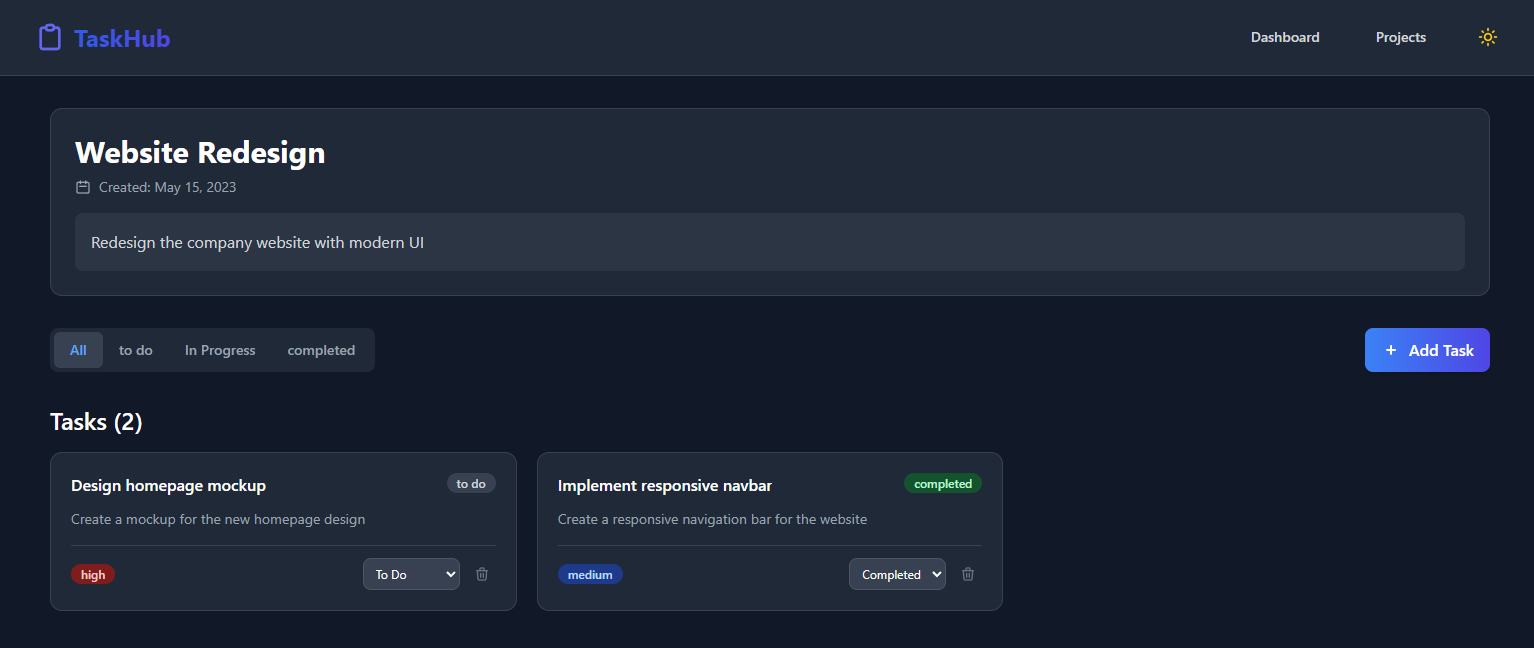 TaskHub Dashboard Projects
Website Redesign
Created: May 15, 2023
Redesign the company website with modern UI
All to do In Progress completed + Add Task
Tasks (2)
Design homepage mockup to do
Create a mockup for the new homepage design
high To Do
Implement responsive navbar completed
Create a responsive navigation bar for the website
medium Completed